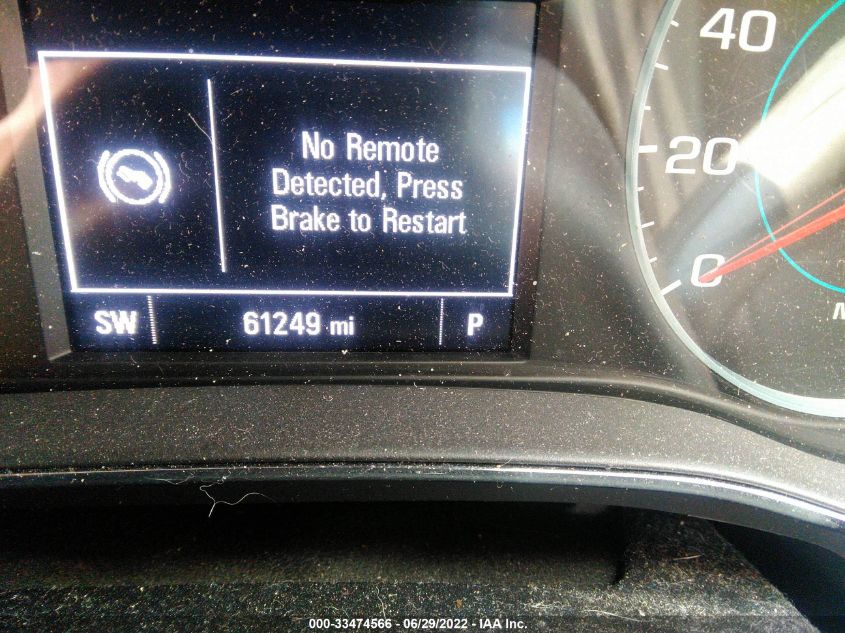 No Remote
Detected, Press
Brake to Restart
SW 61249 mi P
40
20
0
000-33474566 - 06/29/2022 - IAA Inc.